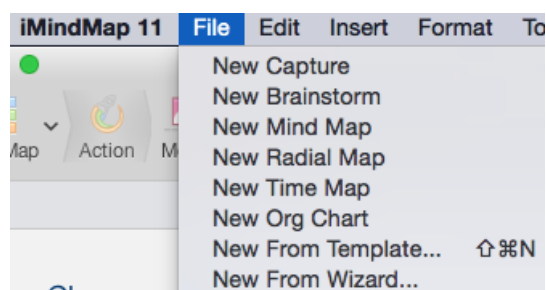 iMindMap 11 File Edit Insert Format
New Capture
New Brainstorm
Map Action
New Mind Map
New Radial Map
New Time Map
New Org Chart
New From Template... ⇧⌘N
New From Wizard...